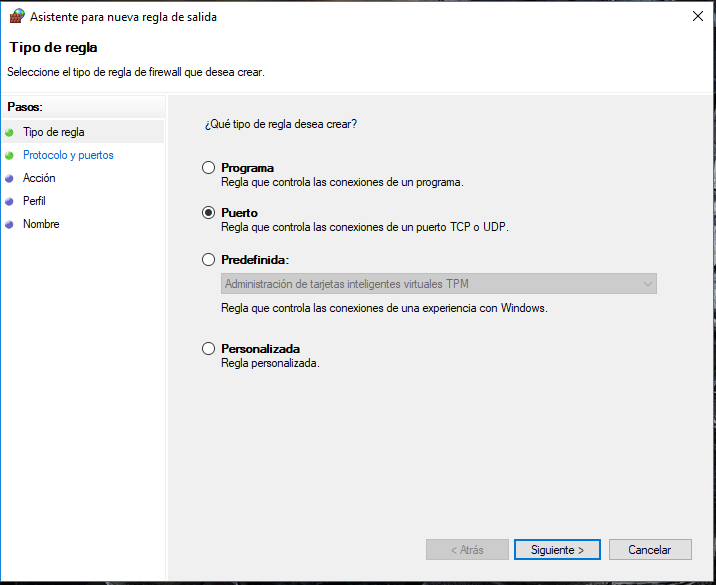 Asistente para nueva regla de salida
Tipo de regla
Seleccione el tipo de regla de firewall que desea crear.
Pasos:
Tipo de regla
Protocolo y puertos
Acción
Perfil
Nombre
¿Qué tipo de regla desea crear?
Programa
Regla que controla las conexiones de un programa.
Puerto
Regla que controla las conexiones de un puerto TCP o UDP.
Predefinida:
Administración de tarjetas inteligentes virtuales TPM
Regla que controla las conexiones de una experiencia con Windows.
Personalizada
Regla personalizada.
< Atrás
Siguiente >
Cancelar